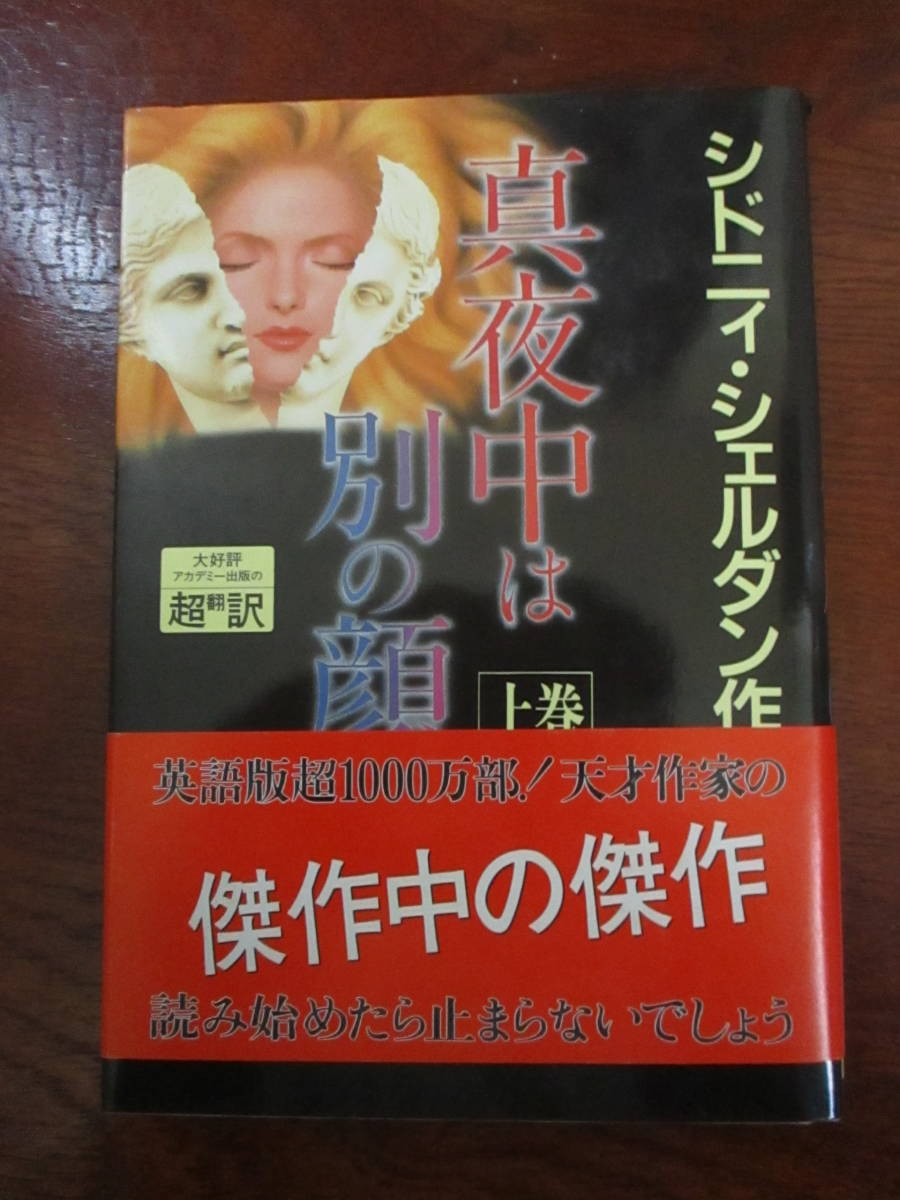 シドニィ・シェルダン作
真夜中は
別の顔
上巻
大好評
アカデミー出版の
超翻訳
英語版超1000万部!天才作家の
傑作中の傑作
読み始めたら止まらないでしょう